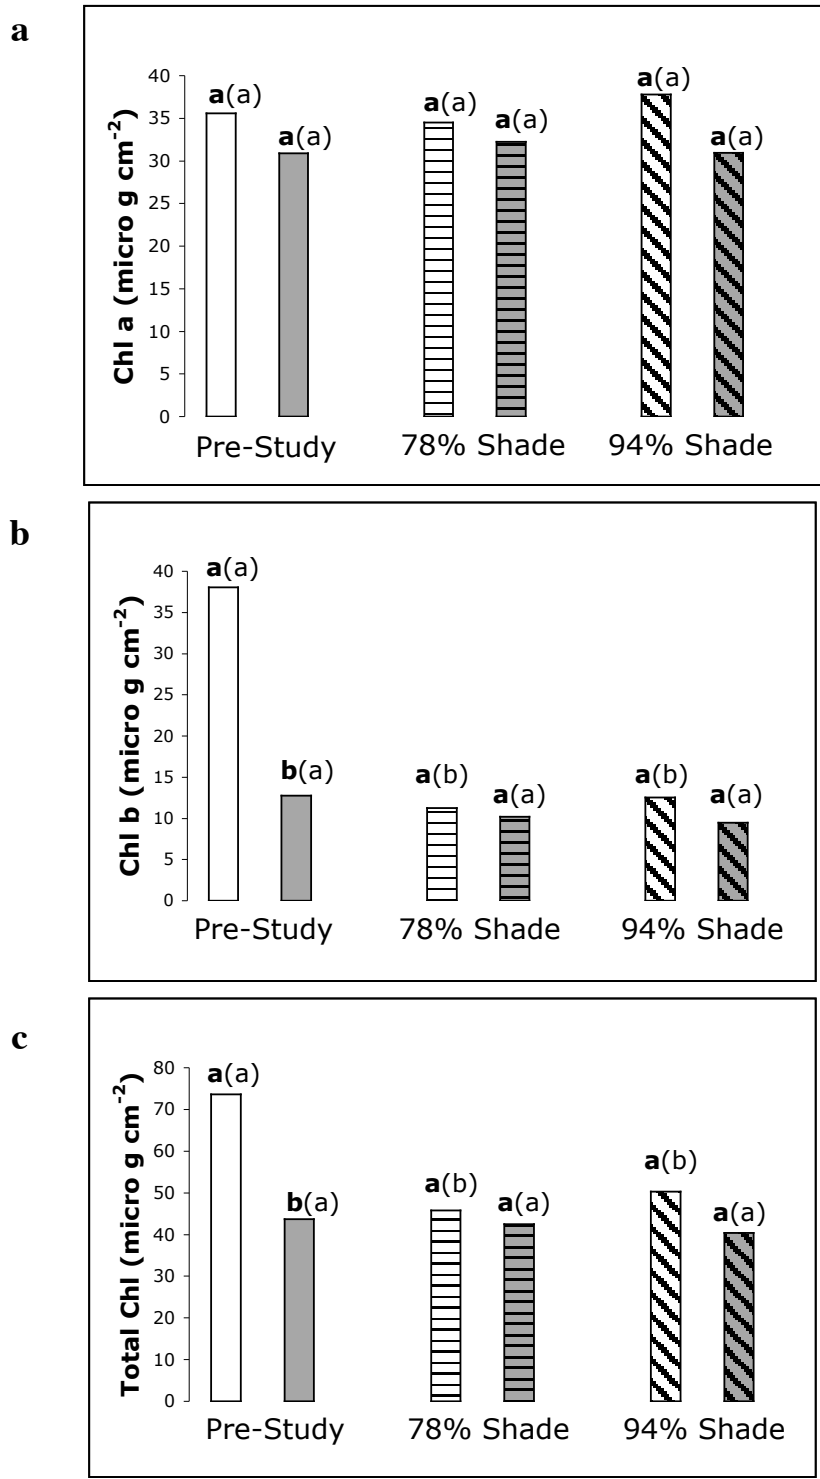 a
Chl a (micro g cm-2)
40
35
30
25
20
15
10
5
0
a(a)
a(a)
a(a)
a(a)
a(a)
a(a)
Pre-Study 78% Shade 94% Shade
b
Chl b (micro g cm-2)
40
35
30
25
20
15
10
5
0
a(a)
b(a)
a(b)
a(a)
a(b)
a(a)
Pre-Study 78% Shade 94% Shade
c
Total Chl (micro g cm-2)
80
70
60
50
40
30
20
10
0
a(a)
b(a)
a(b)
a(a)
a(b)
a(a)
Pre-Study 78% Shade 94% Shade